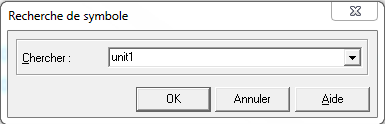 Recherche de symbole
Chercher : unit1
OK Annuler Aide